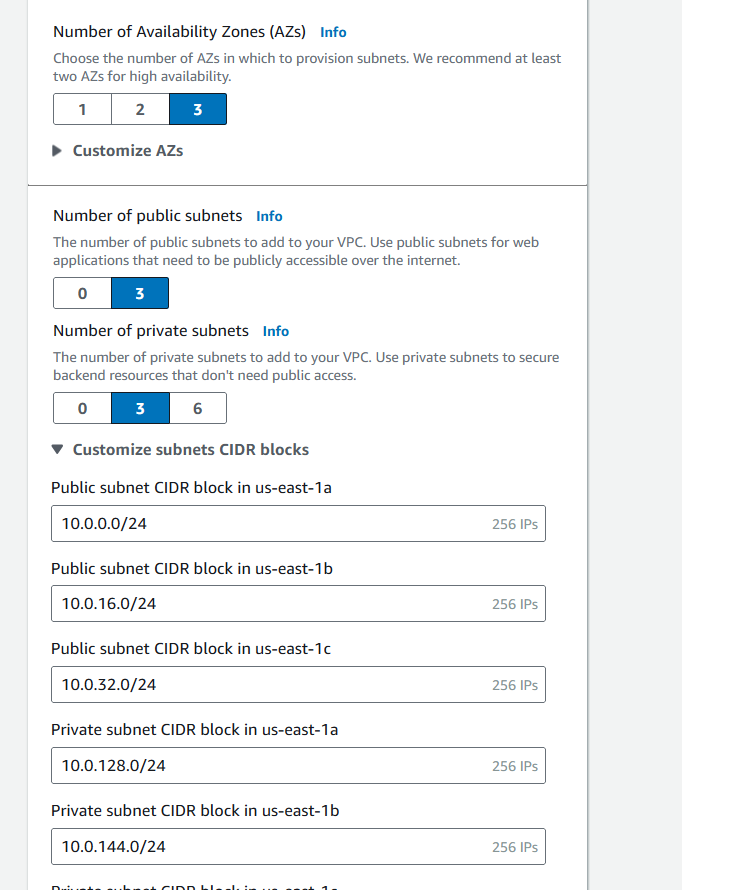 Number of Availability Zones (AZs) Info
Choose the number of AZs in which to provision subnets. We recommend at least
two AZs for high availability.
1 2 3
Customize AZs
Number of public subnets Info
The number of public subnets to add to your VPC. Use public subnets for web
applications that need to be publicly accessible over the internet.
0 3
Number of private subnets Info
The number of private subnets to add to your VPC. Use private subnets to secure
backend resources that don't need public access.
0 3 6
Customize subnets CIDR blocks
Public subnet CIDR block in us-east-1a
10.0.0.0/24 256 IPs
Public subnet CIDR block in us-east-1b
10.0.16.0/24 256 IPs
Public subnet CIDR block in us-east-1c
10.0.32.0/24 256 IPs
Private subnet CIDR block in us-east-1a
10.0.128.0/24 256 IPs
Private subnet CIDR block in us-east-1b
10.0.144.0/24 256 IPs